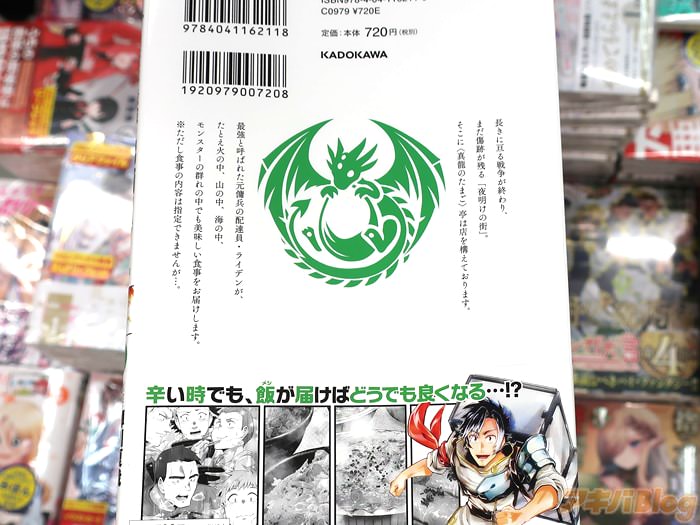 9784041162118
C0979 ¥720E
定価：本体720円(税別)
KADOKAWA
1920979007208
長きに亘る戦争が終わり、
まだ傷跡が残る「夜明けの街」。
そこに《真龍のたまご》亭は店を構えております。
最強と呼ばれた元傭兵の配達員・ライデンが、
たとえ火の中、山の中、海の中、
モンスターの群れの中でも美味しい食事をお届けします。
※ただし食事の内容は指定できませんが…。
辛い時でも、飯が届けばどうでも良くなる…!?
メシ
4
アキバBlog